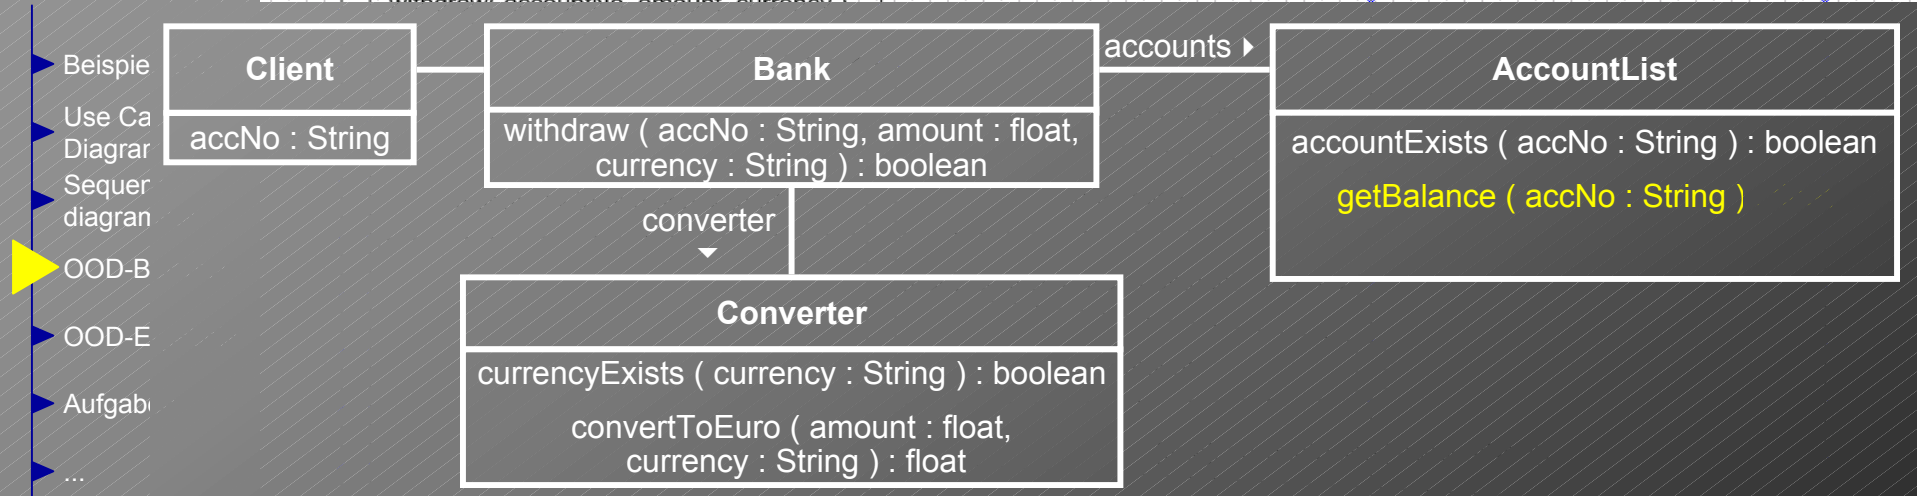 Beispie
Use Ca
Diagran
Sequen
diagram
OOD-B
OOD-E
Aufgab
...
Client
accNo : String
Bank
withdraw ( accNo : String, amount : float,
currency : String ) : boolean
accounts
AccountList
accountExists ( accNo : String ) : boolean
getBalance ( accNo : String )
converter
Converter
currencyExists ( currency : String ) : boolean
convertToEuro ( amount : float,
currency : String ) : float